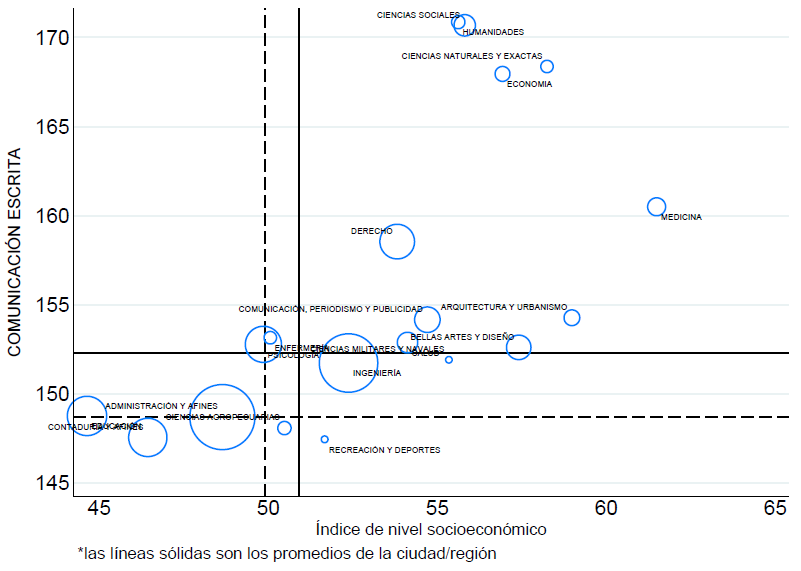 CIENCIAS SOCIALES
HUMANIDADES
170
CIENCIAS NATURALES Y EXACTAS
ECONOMIA
165
160
MEDICINA
DERECHO
155
COMUNICACIÓN, PERIODISMO Y PUBLICIDAD
ARQUITECTURA Y URBANISMO
BELLAS ARTES Y DISEÑO
ENFERMERÍA
CIENCIAS MILITARES Y NAVALES
PSICOLOGÍA
SALUD
INGENIERÍA
150
ADMINISTRACIÓN Y AFINES
CIENCIAS AGROPECUARIAS
CONTADURÍA Y AFINES
EDUCACIÓN
RECREACIÓN Y DEPORTES
145
COMUNICACIÓN ESCRITA
45 50 55 60 65
Índice de nivel socioeconómico
*las líneas sólidas son los promedios de la ciudad/región